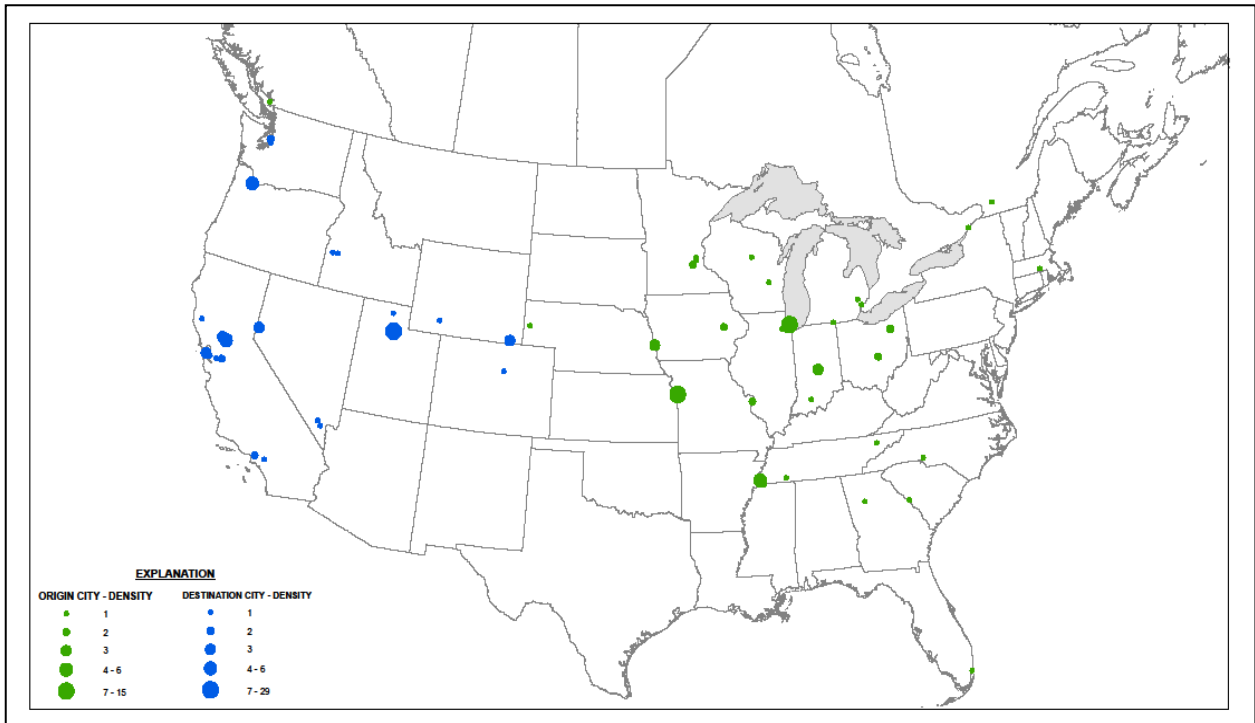 EXPLANATION
ORIGIN CITY - DENSITY DESTINATION CITY - DENSITY
1 1
2 2
3 3
4 - 6 4 - 6
7 - 15 7 - 29